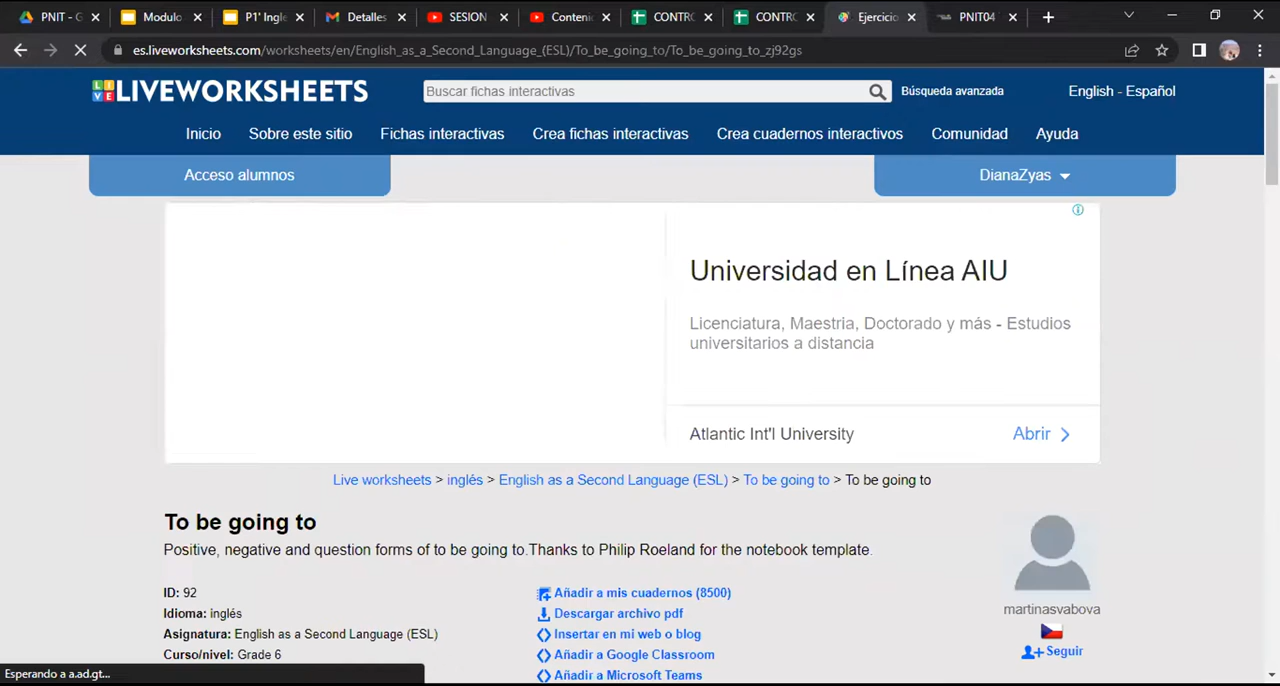 PNIT - G
Modulo
P1' Ingle
Detalles
SESION
Conteni
CONTRO
CONTRO
Ejercicio
PNIT04
es.liveworksheets.com/worksheets/en/English_as_a_Second_Language_(ESL)/To_be_going_to/To_be_going_to_zj92gs
LIVE LIVEWORKSHEETS
Buscar fichas interactivas
Búsqueda avanzada
English - Español
Inicio Sobre este sitio Fichas interactivas Crea fichas interactivas Crea cuadernos interactivos Comunidad Ayuda
Acceso alumnos
DianaZyas
Universidad en Línea AIU
Licenciatura, Maestria, Doctorado y más - Estudios
universitarios a distancia
Atlantic Int'l University
Abrir
Live worksheets > inglés > English as a Second Language (ESL) > To be going to > To be going to
To be going to
Positive, negative and question forms of to be going to.Thanks to Philip Roeland for the notebook template.
ID: 92
Idioma: inglés
Asignatura: English as a Second Language (ESL)
Curso/nivel: Grade 6
Añadir a mis cuadernos (8500)
Descargar archivo pdf
Insertar en mi web o blog
Añadir a Google Classroom
Añadir a Microsoft Teams
martinasvabova
Seguir
Esperando a a.ad.gt...